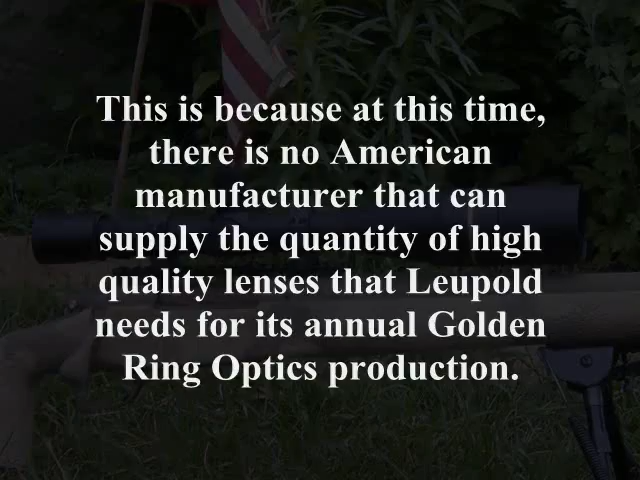 This is because at this time,
there is no American
manufacturer that can
supply the quantity of high
quality lenses that Leupold
needs for its annual Golden
Ring Optics production.